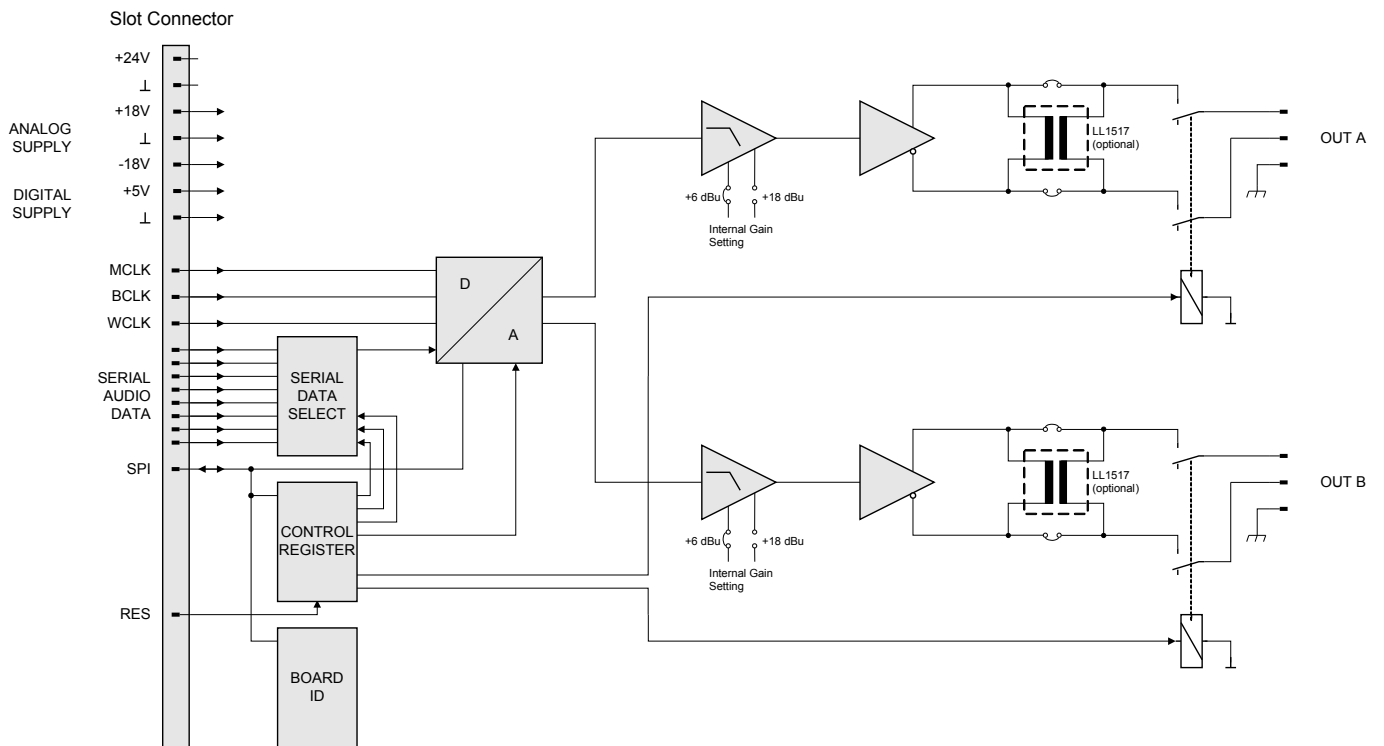 Slot Connector
+24V
⊥
+18V
ANALOG
SUPPLY
⊥
-18V
DIGITAL
SUPPLY
+5V
⊥
MCLK
BCLK
WCLK
SERIAL
AUDIO
DATA
SPI
RES
SERIAL
DATA
SELECT
CONTROL
REGISTER
BOARD
ID
D
A
+6 dBu
+18 dBu
Internal Gain
Setting
LL1517
(optional)
OUT A
+6 dBu
+18 dBu
Internal Gain
Setting
LL1517
(optional)
OUT B